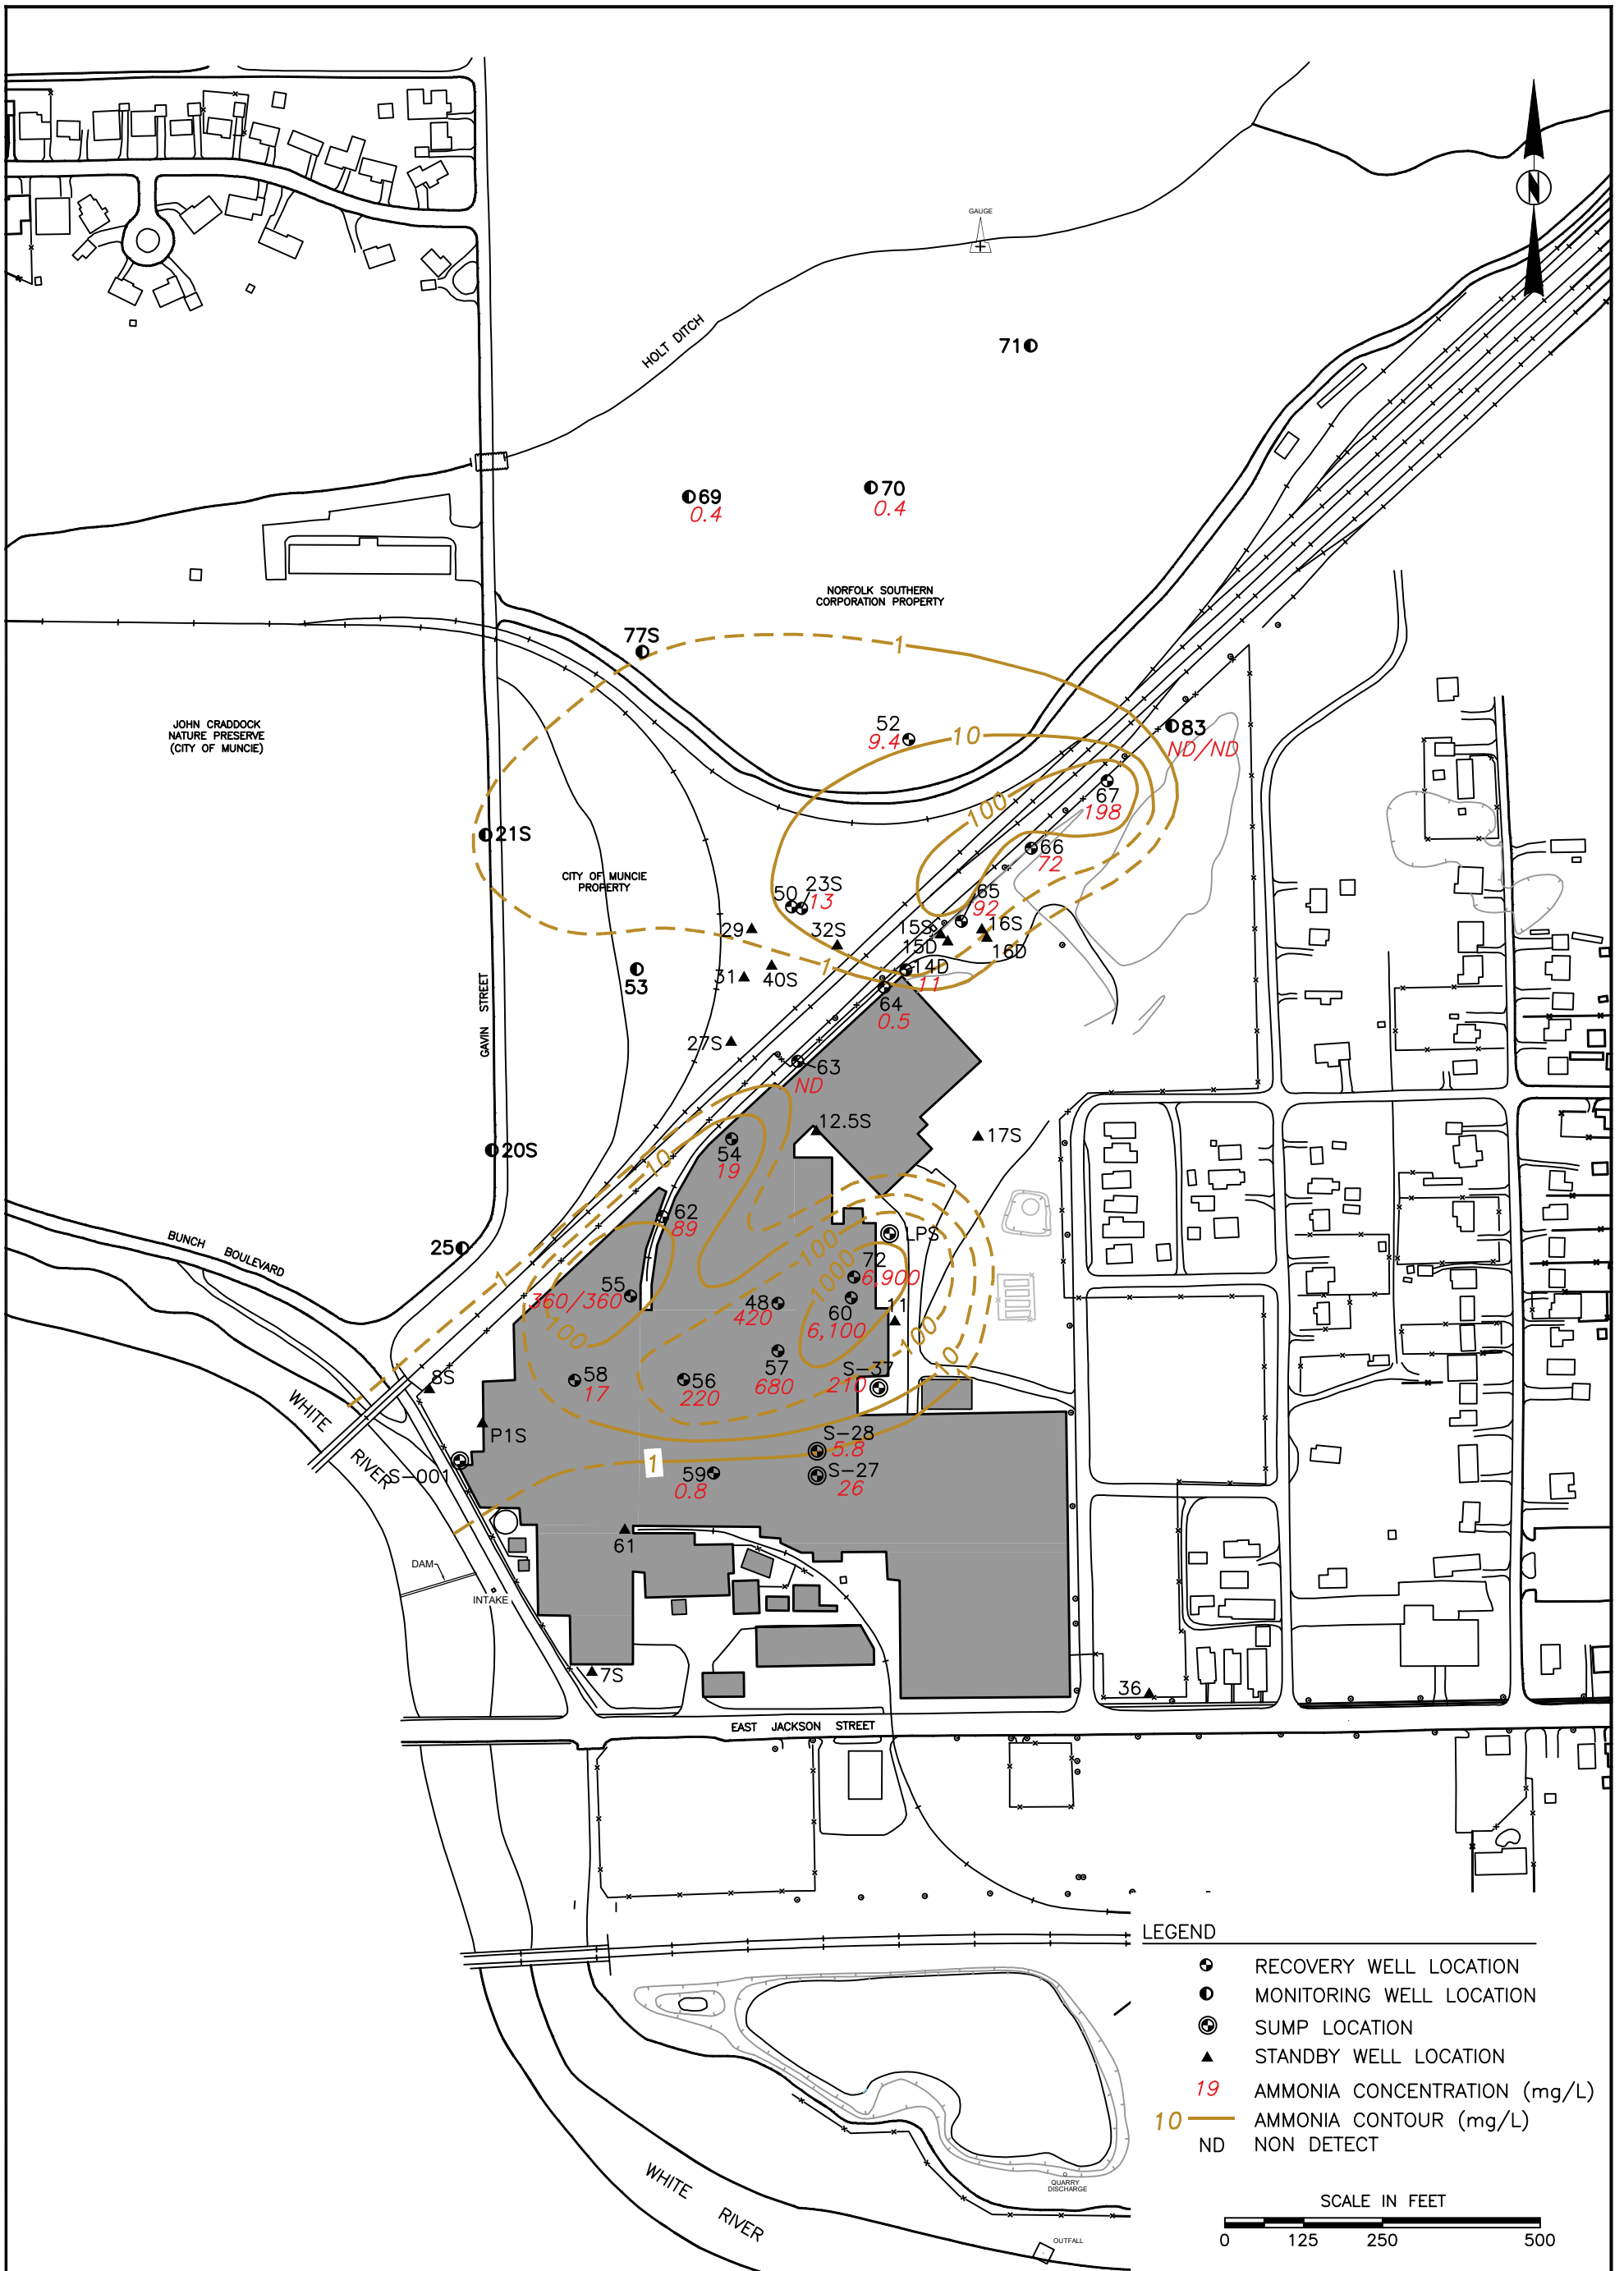 GAUGE
HOLT DITCH
71
69
0.4
70
0.4
NORFOLK SOUTHERN
CORPORATION PROPERTY
77S
1
JOHN CRADDOCK
NATURE PRESERVE
(CITY OF MUNCIE)
52
9.4
10
83
ND/ND
100
67
198
21S
66
72
CITY OF MUNCIE
PROPERTY
50
23S
13
65
92
29
32S
15S
16S
15D
16D
1
14D
11
31
40S
53
64
0.5
GAVIN STREET
27S
63
ND
12.5S
17S
20S
54
19
10
62
89
LPS
BUNCH BOULEVARD
25
1
100
72
6,900
1000
55
360/360
48
420
60
6,100
11
100
100
10
57
680
S-37
210
1
8S
58
17
56
220
WHITE
RIVER
P1S
S-28
5.8
S-001
1
59
0.8
S-27
26
61
DAM
INTAKE
7S
36
EAST JACKSON STREET
LEGEND
RECOVERY WELL LOCATION
MONITORING WELL LOCATION
SUMP LOCATION
STANDBY WELL LOCATION
19 AMMONIA CONCENTRATION (mg/L)
10 AMMONIA CONTOUR (mg/L)
ND NON DETECT
QUARRY
DISCHARGE
WHITE
RIVER
OUTFALL
SCALE IN FEET
0 125 250 500